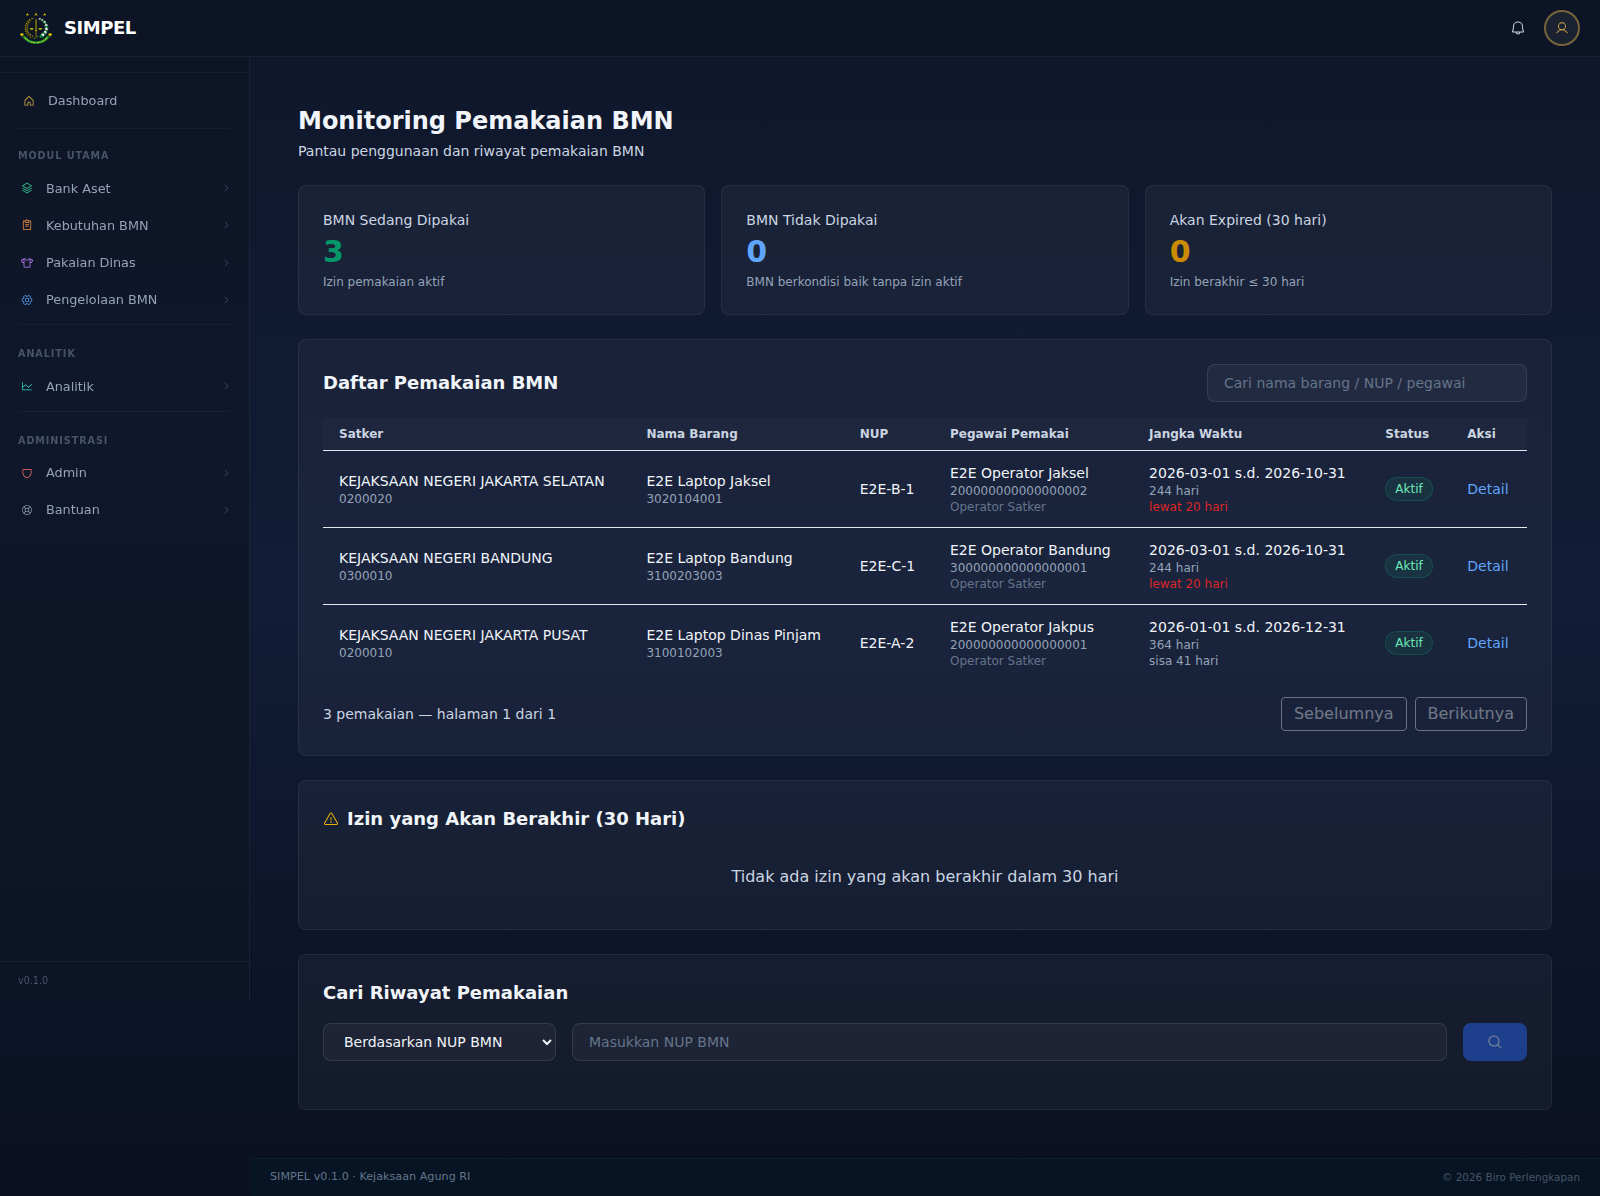 SIMPEL
Dashboard
MODUL UTAMA
Bank Aset
Kebutuhan BMN
Pakaian Dinas
Pengelolaan BMN
ANALITIK
Analitik
ADMINISTRASI
Admin
Bantuan
v0.1.0
Monitoring Pemakaian BMN
Pantau penggunaan dan riwayat pemakaian BMN
BMN Sedang Dipakai
3
Izin pemakaian aktif
BMN Tidak Dipakai
0
BMN berkondisi baik tanpa izin aktif
Akan Expired (30 hari)
0
Izin berakhir ≤ 30 hari
Daftar Pemakaian BMN
Cari nama barang / NUP / pegawai
Satker Nama Barang NUP Pegawai Pemakai Jangka Waktu Status Aksi
KEJAKSAAN NEGERI JAKARTA SELATAN
0200020
E2E Laptop Jaksel
3020104001
E2E-B-1
E2E Operator Jaksel
200000000000000002
Operator Satker
2026-03-01 s.d. 2026-10-31
244 hari
lewat 20 hari
Aktif
Detail
KEJAKSAAN NEGERI BANDUNG
0300010
E2E Laptop Bandung
3100203003
E2E-C-1
E2E Operator Bandung
300000000000000001
Operator Satker
2026-03-01 s.d. 2026-10-31
244 hari
lewat 20 hari
Aktif
Detail
KEJAKSAAN NEGERI JAKARTA PUSAT
0200010
E2E Laptop Dinas Pinjam
3100102003
E2E-A-2
E2E Operator Jakpus
200000000000000001
Operator Satker
2026-01-01 s.d. 2026-12-31
364 hari
sisa 41 hari
Aktif
Detail
3 pemakaian — halaman 1 dari 1
Sebelumnya
Berikutnya
Izin yang Akan Berakhir (30 Hari)
Tidak ada izin yang akan berakhir dalam 30 hari
Cari Riwayat Pemakaian
Berdasarkan NUP BMN
Masukkan NUP BMN
SIMPEL v0.1.0 · Kejaksaan Agung RI
© 2026 Biro Perlengkapan